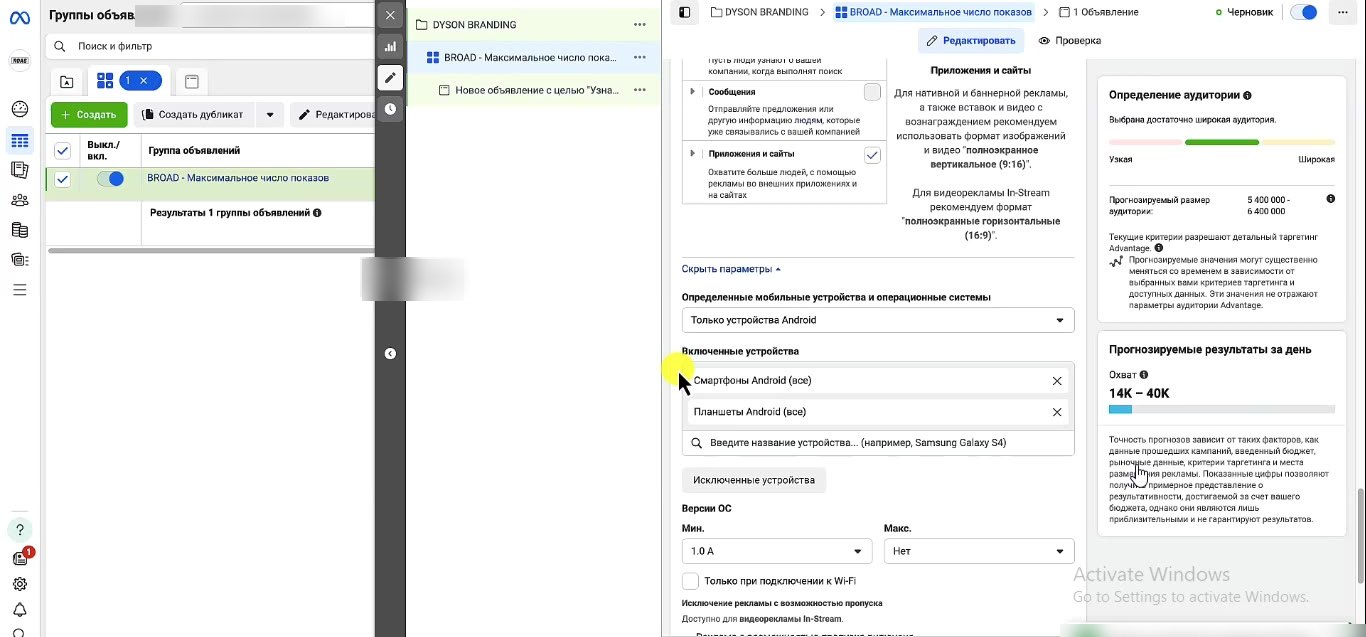 Группы объявл
Поиск и фильтр
1 ×
+ Создать
Создать дубликат
Редактирова
Выкл./
вкл.
Группа объявлений
BROAD - Максимальное число показов
Результаты 1 группы объявлений
?
1
DYSON BRANDING
BROAD - Максимальное число пока...
Новое объявление с целью "Узна...
DYSON BRANDING
BROAD - Максимальное число показов
1 Объявление
Черновик
Редактировать
Проверка
пусть люди узнают о вашей
компании, когда выполнят поиск
Сообщения
Отправляйте предложения или
другую информацию людям, которые
уже связывались с вашей компанией
Приложения и сайты
Охватите больше людей, с помощью
рекламы во внешних приложениях и
на сайтах
Приложения и сайты
Для нативной и баннерной рекламы,
а также вставок и видео с
вознаграждением рекомендуем
использовать формат изображений
и видео "полноэкранное
вертикальное (9:16)".
Для видеорекламы In-Stream
рекомендуем формат
"полноэкранные горизонтальные
(16:9)".
Скрыть параметры
Определенные мобильные устройства и операционные системы
Только устройства Android
Включенные устройства
Смартфоны Android (все)
Планшеты Android (все)
Введите название устройства... (например, Samsung Galaxy S4)
Исключенные устройства
Версии ОС
Мин.
Макс.
1.0 А
Нет
Только при подключении к Wi-Fi
Исключение рекламы с возможностью пропуска
Доступно для видеорекламы In-Stream.
Определение аудитории
Выбрана достаточно широкая аудитория.
Узкая
Широкая
Прогнозируемый размер
аудитории:
5 400 000 -
6 400 000
Текущие критерии разрешают детальный таргетинг
Advantage.
Прогнозируемые значения могут существенно
меняться со временем в зависимости от
выбранных вами критериев таргетинга и
доступных данных. Эти значения не отражают
параметры аудитории Advantage.
Прогнозируемые результаты за день
Охват
14K – 40K
Точность прогнозов зависит от таких факторов, как
данные прошедших кампаний, введенный бюджет,
рыночные данные, критерии таргетинга и места
размещения рекламы. Показанные цифры позволяют
получить примерное представление о
результативности, достигаемой за счет вашего
бюджета, однако они являются лишь
приблизительными и не гарантируют результатов.
Activate Windows
Go to Settings to activate Windows.